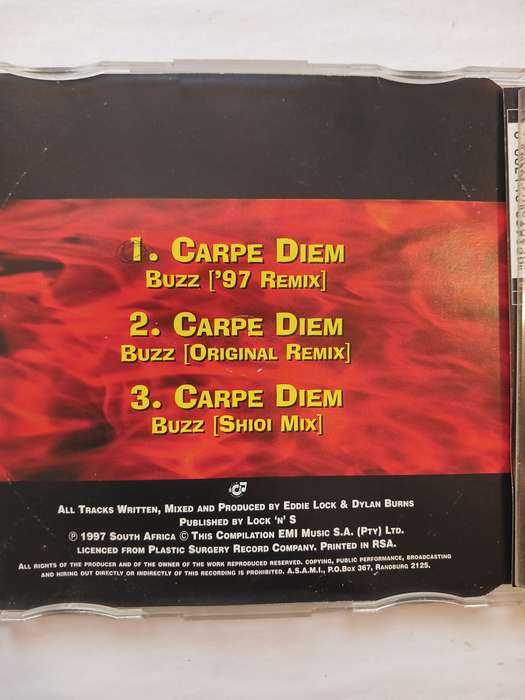 1. CARPE DIEM
BUZZ ['97 REMIX]
2. CARPE DIEM
BUZZ [ORIGINAL REMIX]
3. CARPE DIEM
BUZZ [SHIOI MIX]
ALL TRACKS WRITTEN, MIXED AND PRODUCED BY EDDIE LOCK & DYLAN BURNS
PUBLISHED BY LOCK 'N' S
℗ 1997 SOUTH AFRICA © THIS COMPILATION EMI MUSIC S.A. (PTY) LTD.
LICENCED FROM PLASTIC SURGERY RECORD COMPANY. PRINTED IN RSA.
ALL RIGHTS OF THE PRODUCER AND OF THE OWNER OF THE WORK REPRODUCED RESERVED. COPYING, PUBLIC PERFORMANCE, BROADCASTING
AND HIRING OUT DIRECTLY OR INDIRECTLY OF THIS RECORDING IS PROHIBITED. A.S.A.M.I., P.O.BOX 367, RANDBURG 2125.